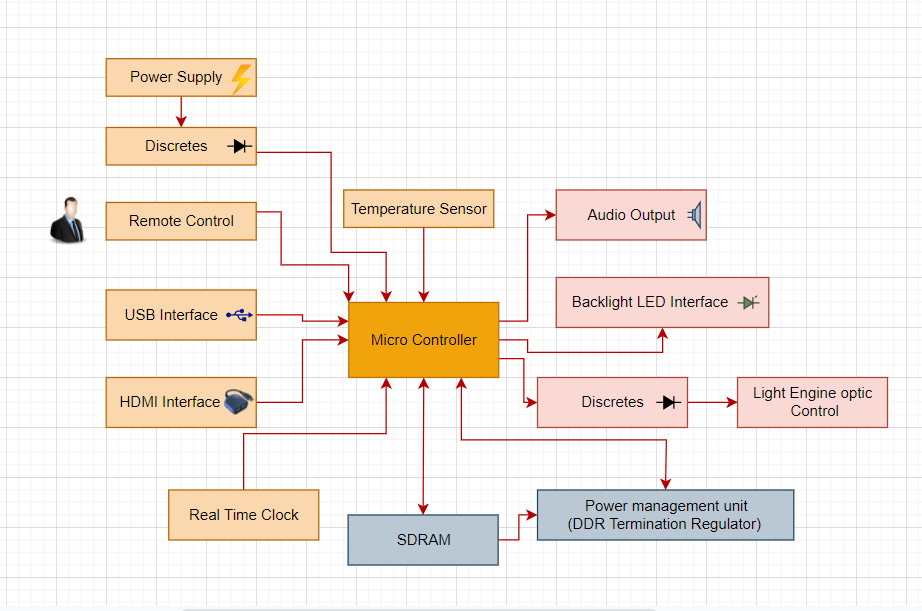 Power Supply
Discretes
Remote Control
Temperature Sensor
Audio Output
USB Interface
Backlight LED Interface
Micro Controller
HDMI Interface
Discretes
Light Engine optic
Control
Real Time Clock
SDRAM
Power management unit
(DDR Termination Regulator)